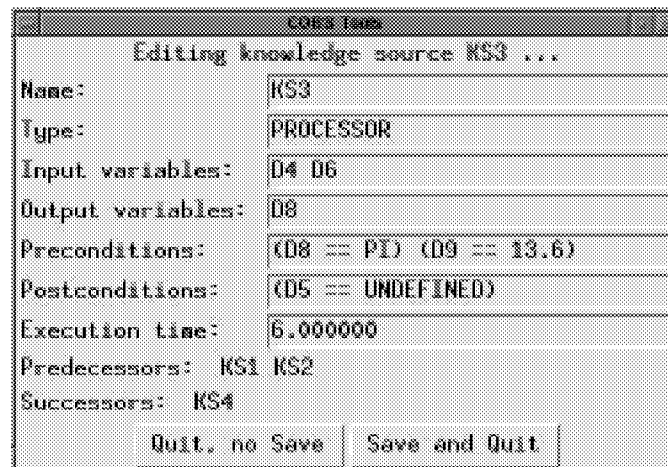 Editing knowledge source KS3 ...
Name: KS3
Type: PROCESSOR
Input variables: D4 D6
Output variables: D8
Preconditions: (D8 == PI) (D9 == 13.6)
Postconditions: (D5 == UNDEFINED)
Execution time: 6.000000
Predecessors: KS1 KS2
Successors: KS4
Quit, no Save Save and Quit